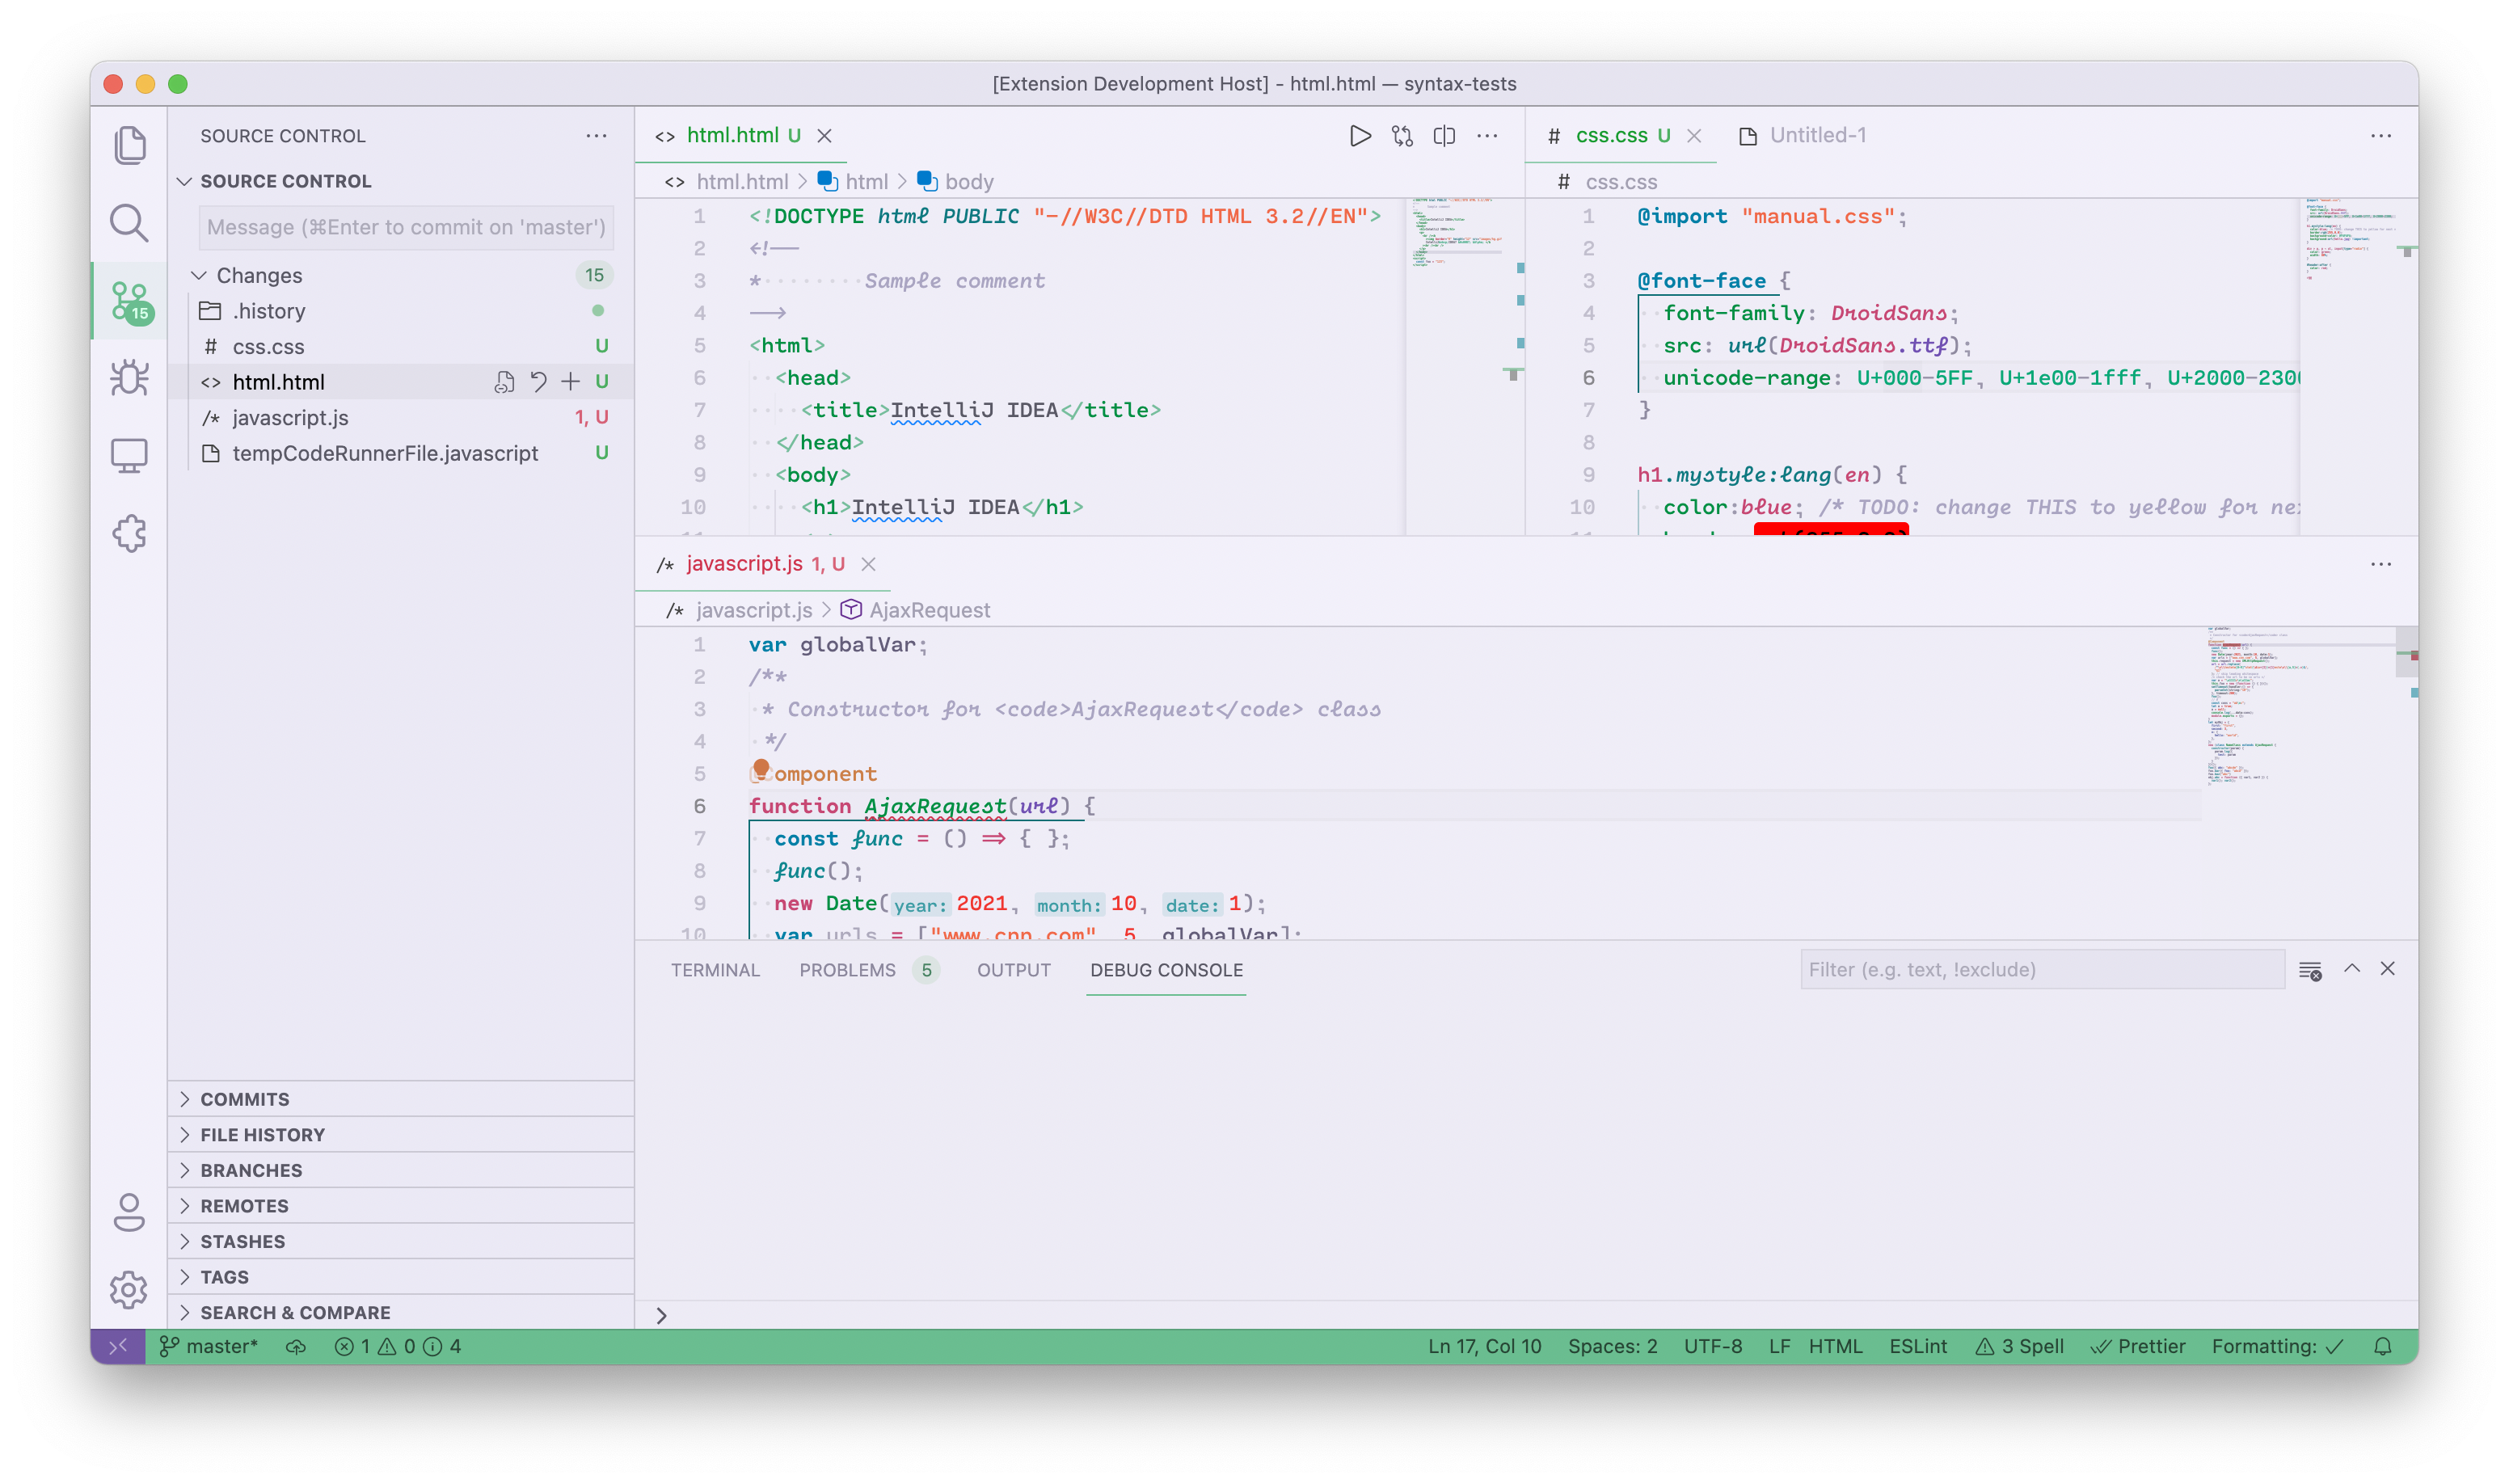 [Extension Development Host] - html.html — syntax-tests
SOURCE CONTROL
SOURCE CONTROL
Message (⌘Enter to commit on 'master')
Changes 15
15
.history
# css.css U
<> html.html U
/* javascript.js 1, U
tempCodeRunnerFile.javascript U
COMMITS
FILE HISTORY
BRANCHES
REMOTES
STASHES
TAGS
SEARCH & COMPARE
<> html.html U
<> html.html > html > body
1 <!DOCTYPE html PUBLIC "-//W3C//DTD HTML 3.2//EN">
2 <!--
3 * Sample comment
4 -->
5 <html>
6 <head>
7 <title>IntelliJ IDEA</title>
8 </head>
9 <body>
10 <h1>IntelliJ IDEA</h1>
# css.css U
Untitled-1
# css.css
1 @import "manual.css";
2
3 @font-face {
4 font-family: DroidSans;
5 src: url(DroidSans.ttf);
6 unicode-range: U+000-5FF, U+1e00-1fff, U+2000-2300
7 }
8
9 h1.mystyle:lang(en) {
10 color:blue; /* TODO: change THIS to yellow for
/* javascript.js 1, U
/* javascript.js > AjaxRequest
1 var globalVar;
2 /**
3 * Constructor for <code>AjaxRequest</code> class
4 */
5 omponent
6 function AjaxRequest(url) {
7 const func = () => { };
8 func();
9 new Date(year: 2021, month: 10, date: 1);
10 var urls = ["www.cnn.com", 5, globalVar];
TERMINAL PROBLEMS 5 OUTPUT DEBUG CONSOLE
Filter (e.g. text, !exclude)
>
master* 1 0 4
Ln 17, Col 10 Spaces: 2 UTF-8 LF HTML ESLint 3 Spell Prettier Formatting: ✓